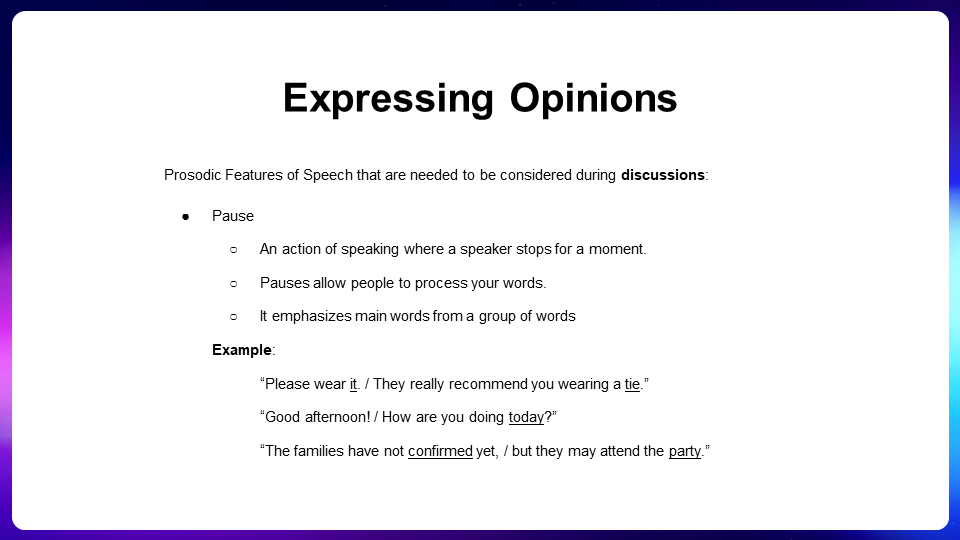 Expressing Opinions
Prosodic Features of Speech that are needed to be considered during discussions:
● Pause
○ An action of speaking where a speaker stops for a moment.
○ Pauses allow people to process your words.
○ It emphasizes main words from a group of words
Example:
“Please wear it. / They really recommend you wearing a tie.”
“Good afternoon! / How are you doing today?”
“The families have not confirmed yet, / but they may attend the party.”